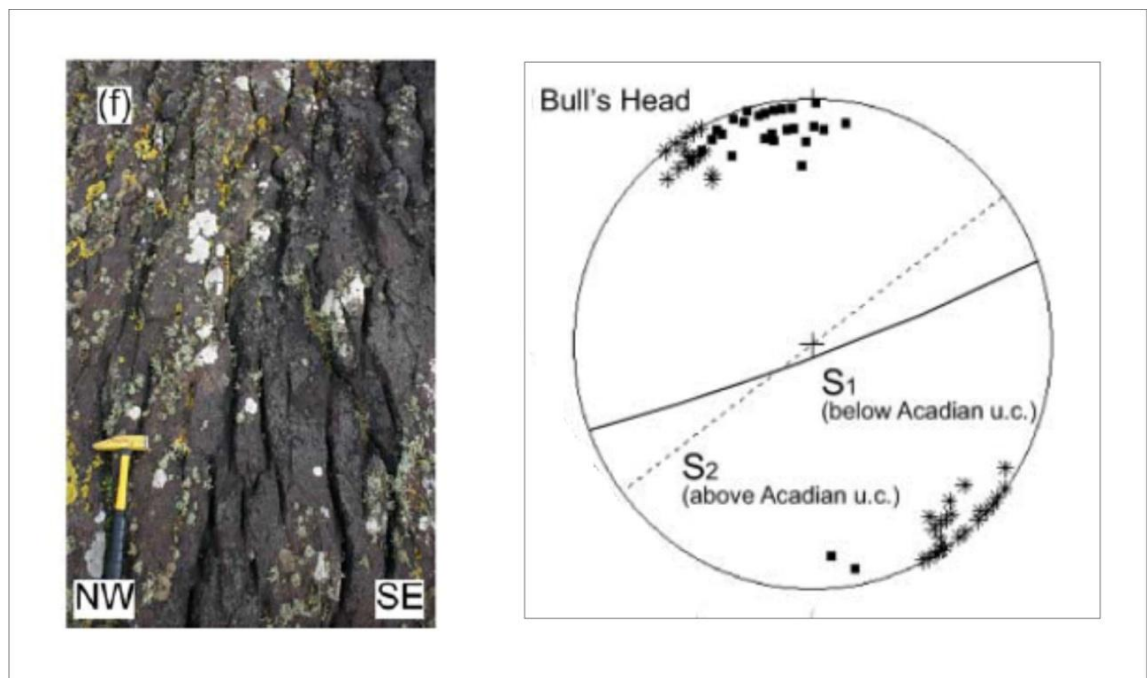 (f)
NW
SE
Bull's Head
S1
(below Acadian u.c.)
S2
(above Acadian u.c.)